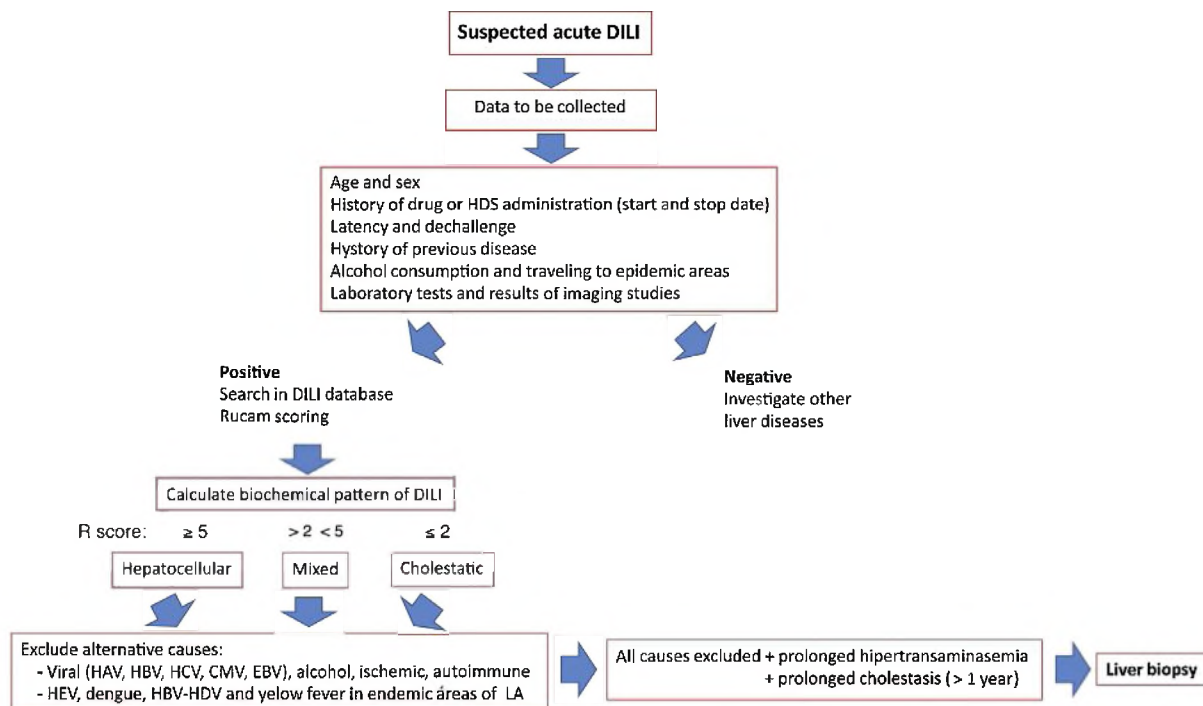 Suspected acute DILI
Data to be collected
Age and sex
History of drug or HDS administration (start and stop date)
Latency and dechallenge
Hystory of previous disease
Alcohol consumption and traveling to epidemic areas
Laboratory tests and results of imaging studies
Positive
Search in DILI database
Rucam scoring
Negative
Investigate other
liver diseases
Calculate biochemical pattern of DILI
R score: ≥ 5 > 2 < 5 ≤ 2
Hepatocellular Mixed Cholestatic
Exclude alternative causes:
- Viral (HAV, HBV, HCV, CMV, EBV), alcohol, ischemic, autoimmune
- HEV, dengue, HBV-HDV and yellow fever in endemic áreas of LA
All causes excluded + prolonged hipertransaminasemia
+ prolonged cholestasis (> 1 year)
Liver biopsy